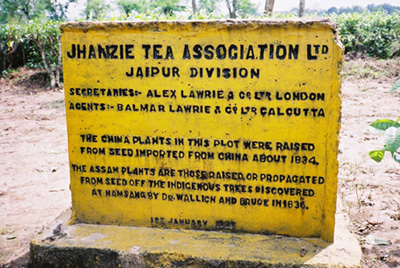 JHANZIE TEA ASSOCIATION LTD
JAIPUR DIVISION
SECRETARIES:- ALEX LAWRIE & Co LTD LONDON
AGENTS:- BALMAR LAWRIE & Co LTD CALCUTTA
THE CHINA PLANTS IN THIS PLOT WERE RAISED
FROM SEED IMPORTED FROM CHINA ABOUT 1834.
THE ASSAM PLANTS ARE THOSE RAISED, OR PROPAGATED
FROM SEED OFF THE INDIGENOUS TREES DISCOVERED
AT NAMSANG BY DR. WALLICH AND BRUCE IN 1836.
1ST JANUARY